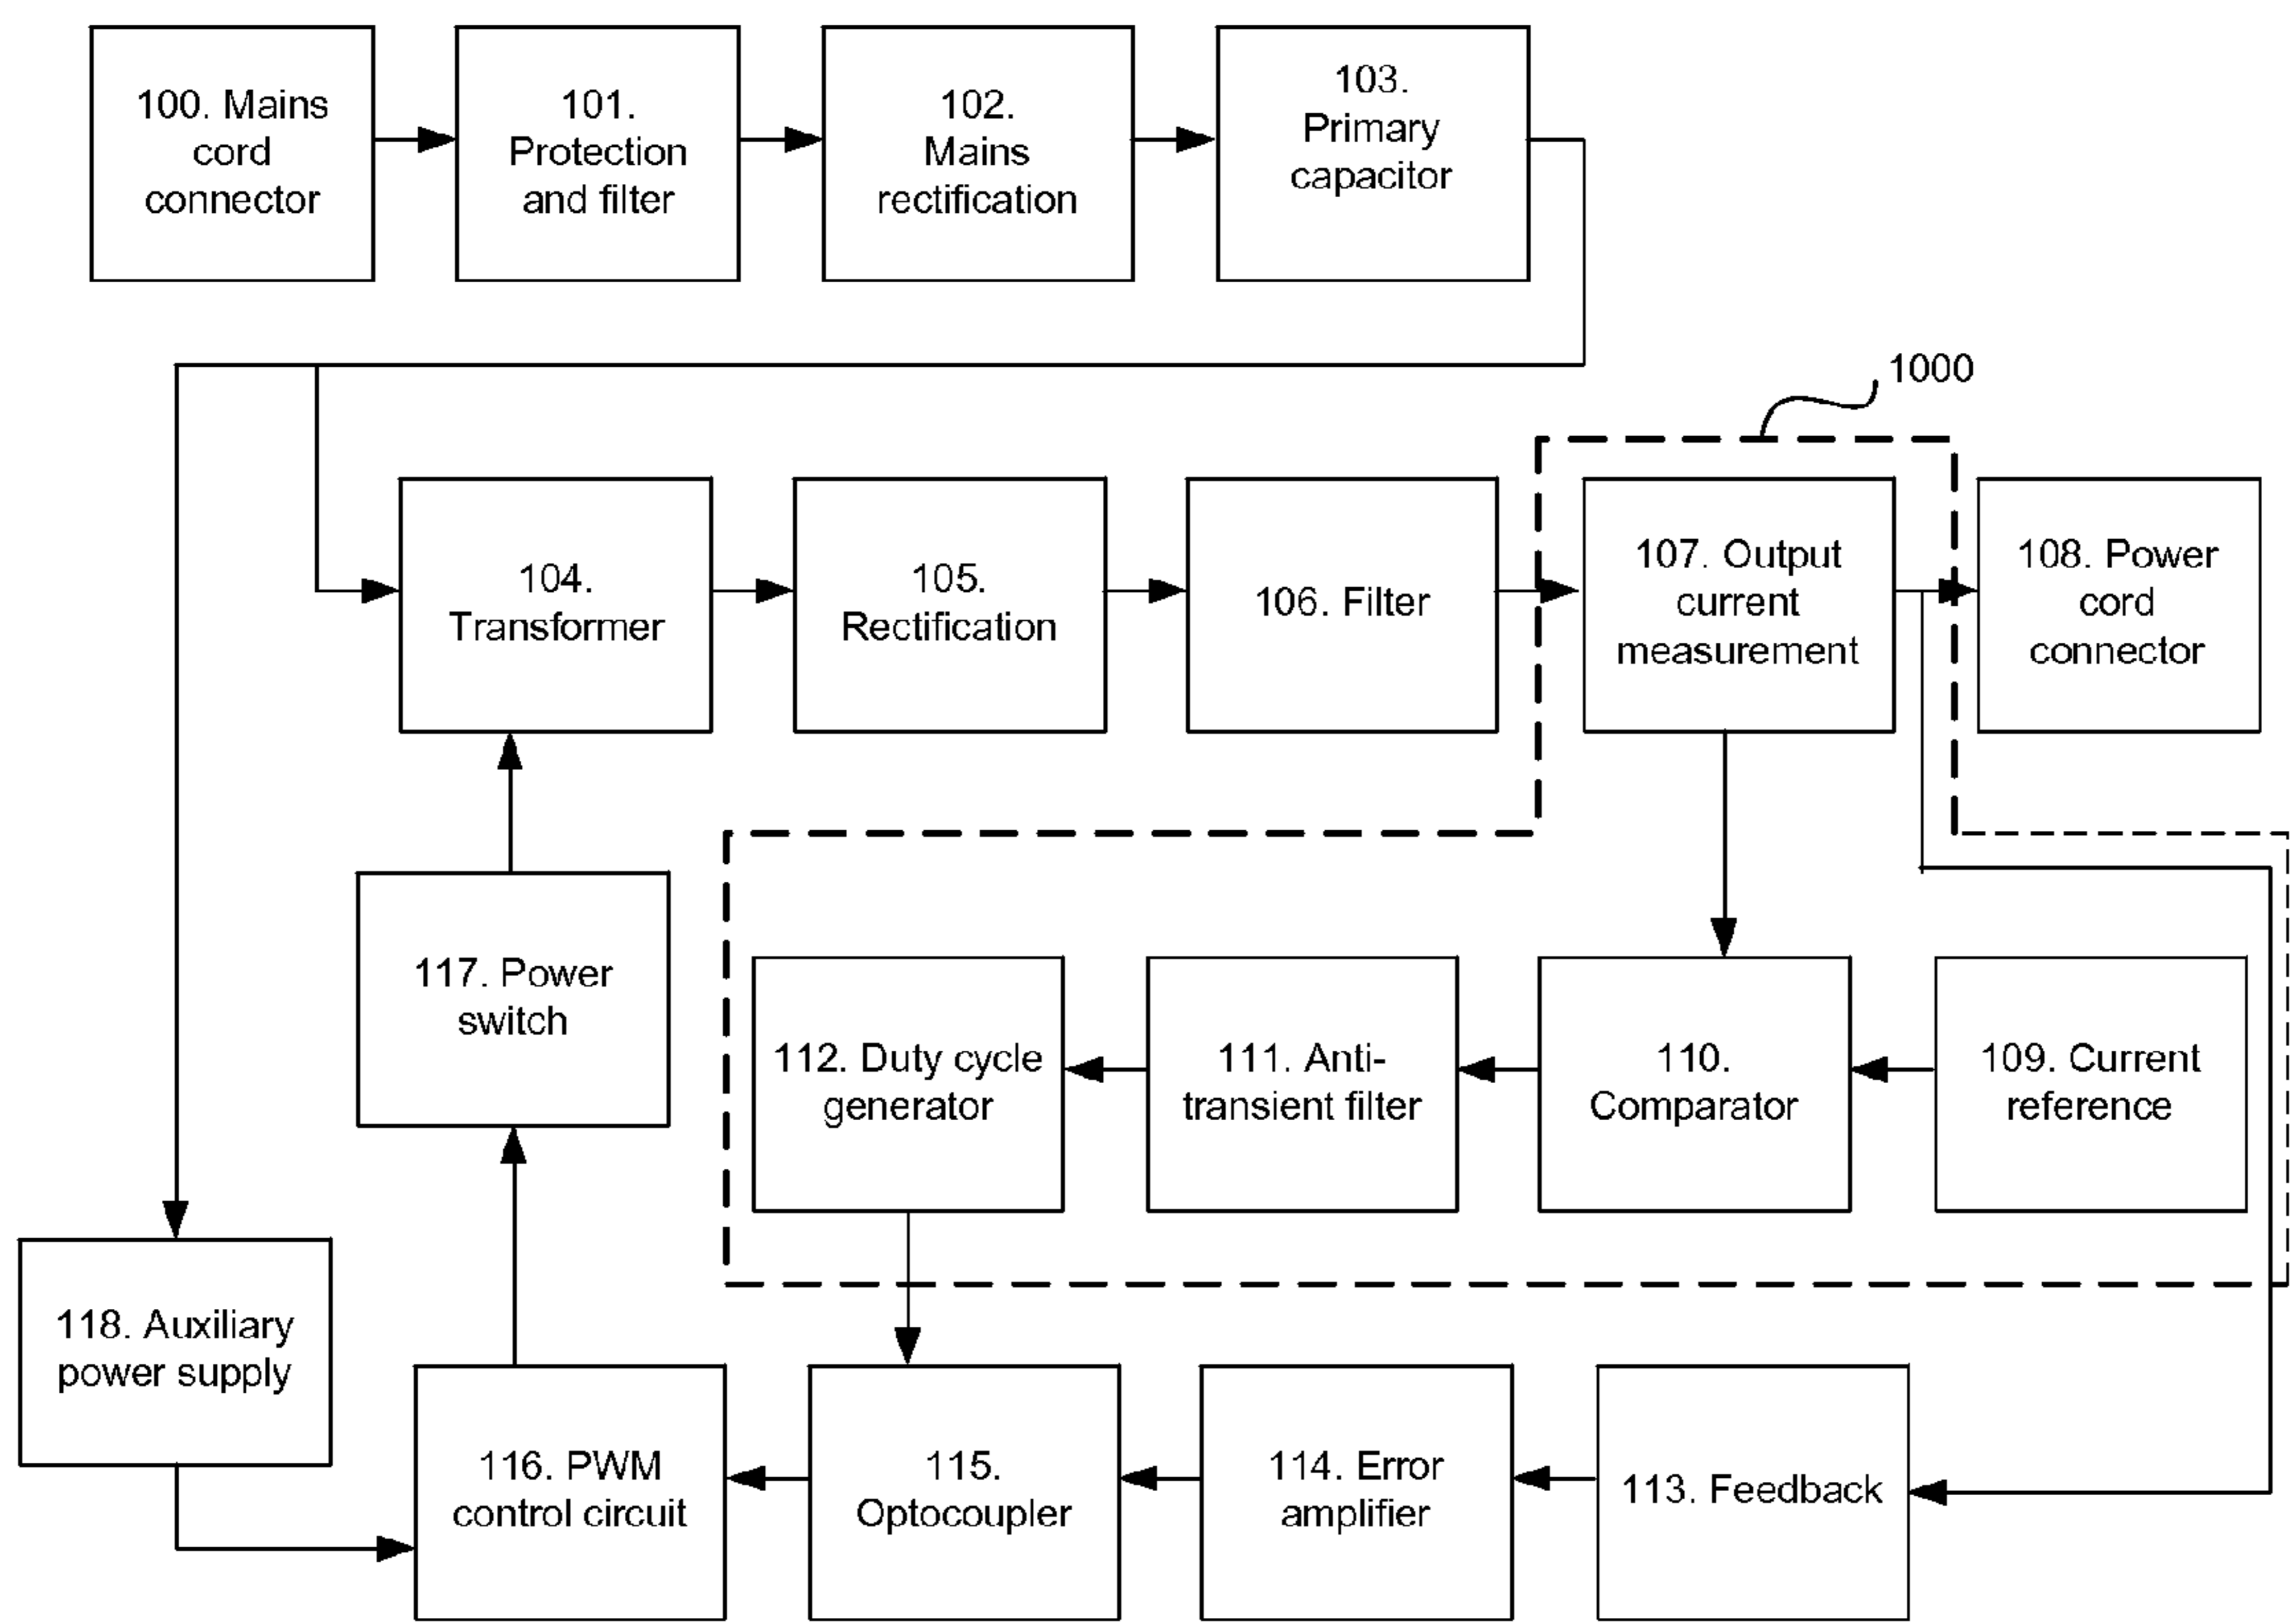 100. Mains
cord
connector
101.
Protection
and filter
102.
Mains
rectification
103.
Primary
capacitor
1000
104.
Transformer
105.
Rectification
106. Filter
107. Output
current
measurement
108. Power
cord
connector
117. Power
switch
112. Duty cycle
generator
111. Anti-
transient filter
110.
Comparator
109. Current
reference
118. Auxiliary
power supply
116. PWM
control circuit
115.
Optocoupler
114. Error
amplifier
113. Feedback